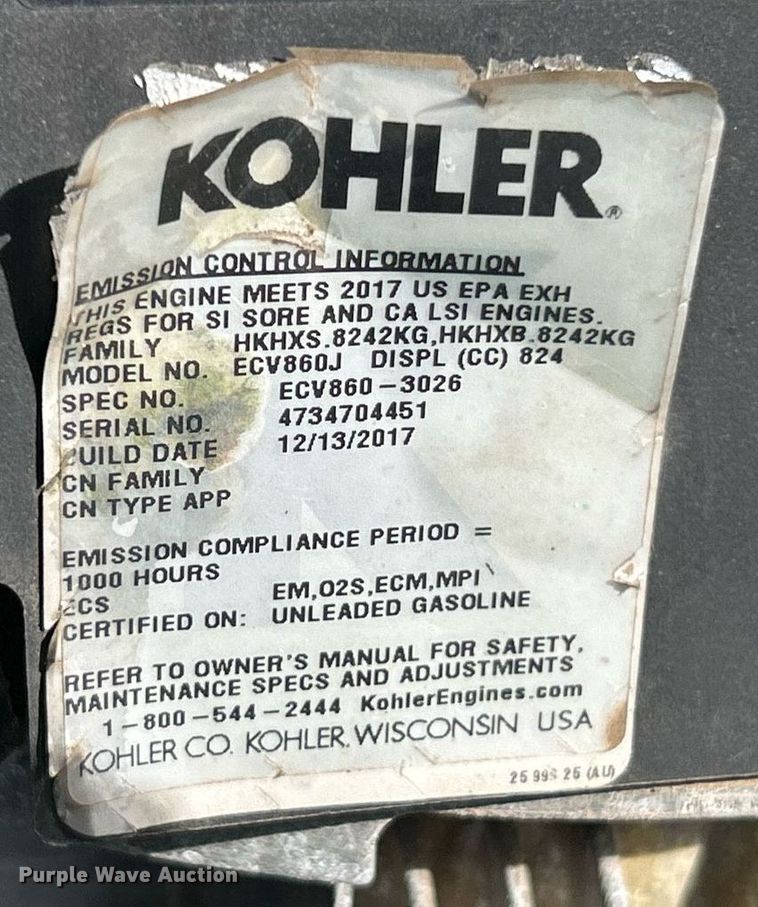 KOHLER®
EMISSION CONTROL INFORMATION
THIS ENGINE MEETS 2017 US EPA EXH
REGS FOR SI SORE AND CA LSI ENGINES.
FAMILY HKHXS.8242KG,HKHXB.8242KG
MODEL NO. ECV860J DISPL (CC) 824
SPEC NO. ECV860-3026
SERIAL NO. 4734704451
BUILD DATE 12/13/2017
CN FAMILY
CN TYPE APP
EMISSION COMPLIANCE PERIOD =
1000 HOURS
ECS EM,O2S,ECM,MPI
CERTIFIED ON: UNLEADED GASOLINE
REFER TO OWNER'S MANUAL FOR SAFETY,
MAINTENANCE SPECS AND ADJUSTMENTS
1-800-544-2444 KohlerEngines.com
KOHLER CO. KOHLER, WISCONSIN USA
25 99S 25 (AU)
Purple Wave Auction